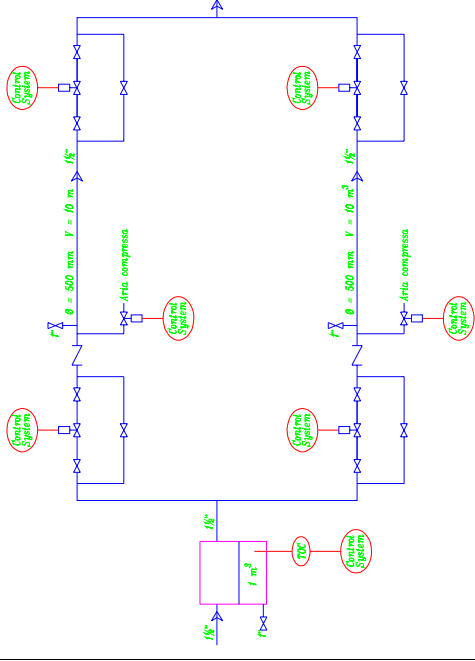 Control
System
Control
System
1"
Ø = 500 mm V = 10 m
1½"
Aria compressa
Control
System
1½"
1½"
1 m³
1"
TOC
Control
System
Control
System
Control
System
1"
Ø = 500 mm V = 10 m³
1½"
Aria compressa
Control
System